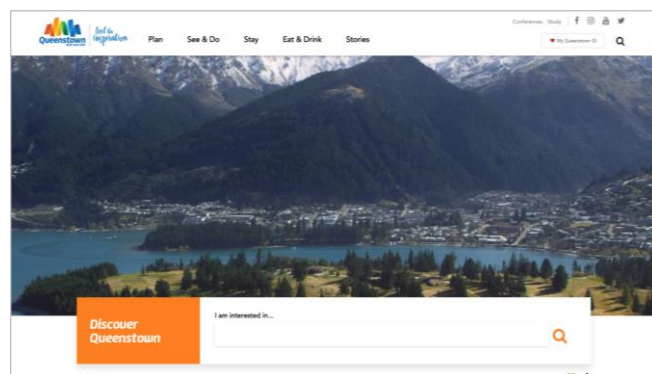 Conferences Study
Queenstown
feel the
inspiration
Plan See & Do Stay Eat & Drink Stories
My Queenstown (0)
Discover
Queenstown
I am interested in...